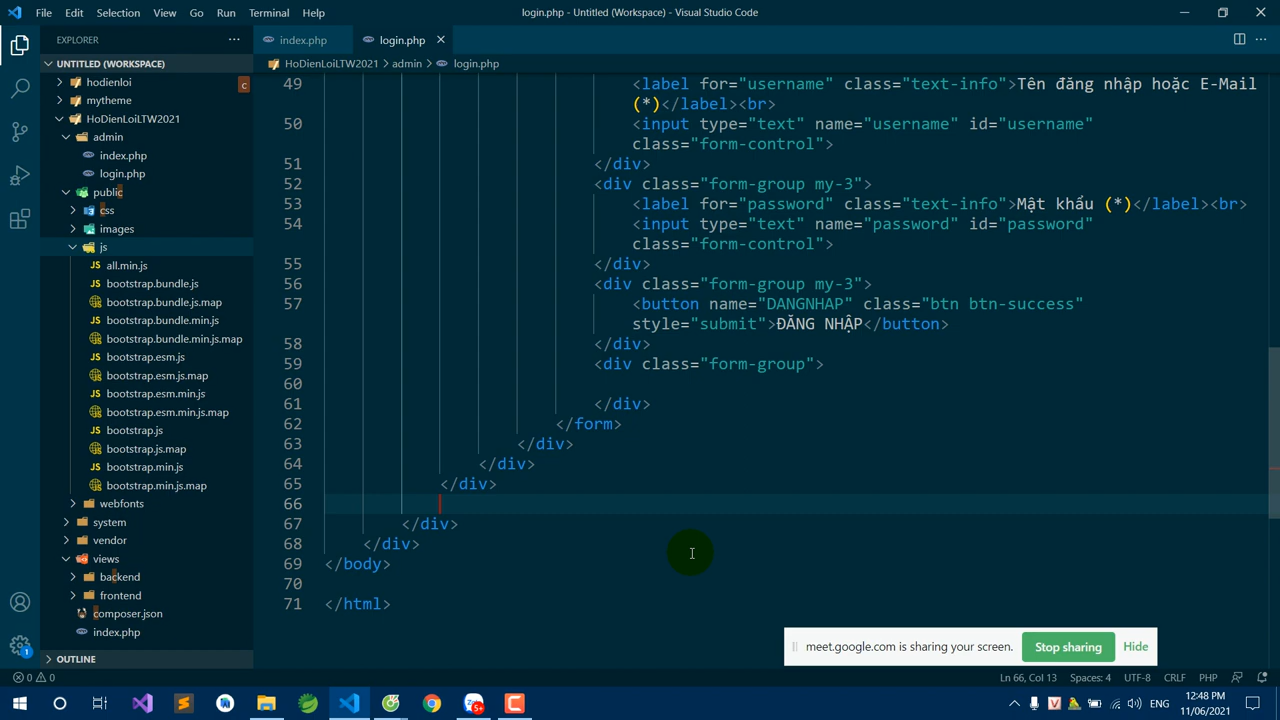 File Edit Selection View Go Run Terminal Help
login.php - Untitled (Workspace) - Visual Studio Code
EXPLORER
UNTITLED (WORKSPACE)
hodienloi
c
mytheme
HoDienLoiLTW2021
admin
index.php
login.php
public
css
images
js
JS all.min.js
JS bootstrap.bundle.js
bootstrap.bundle.js.map
JS bootstrap.bundle.min.js
bootstrap.bundle.min.js.map
JS bootstrap.esm.js
bootstrap.esm.js.map
JS bootstrap.esm.min.js
bootstrap.esm.min.js.map
JS bootstrap.js
bootstrap.js.map
JS bootstrap.min.js
bootstrap.min.js.map
webfonts
system
vendor
views
backend
frontend
composer.json
index.php
OUTLINE
index.php
login.php
HoDienLoiLTW2021 > admin > login.php
49 <label for="username" class="text-info">Tên đăng nhập hoặc E-Mail
(*)</label><br>
50 <input type="text" name="username" id="username"
class="form-control">
51 </div>
52 <div class="form-group my-3">
53 <label for="password" class="text-info">Mật khẩu (*)</label><br>
54 <input type="text" name="password" id="password"
class="form-control">
55 </div>
56 <div class="form-group my-3">
57 <button name="DANGNHAP" class="btn btn-success"
style="submit">ĐĂNG NHẬP</button>
58 </div>
59 <div class="form-group">
60
61 </div>
62 </form>
63 </div>
64 </div>
65 </div>
66
67 </div>
68 </div>
69 </body>
70
71 </html>
meet.google.com is sharing your screen.
Stop sharing
Hide
1
0 0
Ln 66, Col 13
Spaces: 4
UTF-8
CRLF
PHP
5+
ENG
12:48 PM
11/06/2021